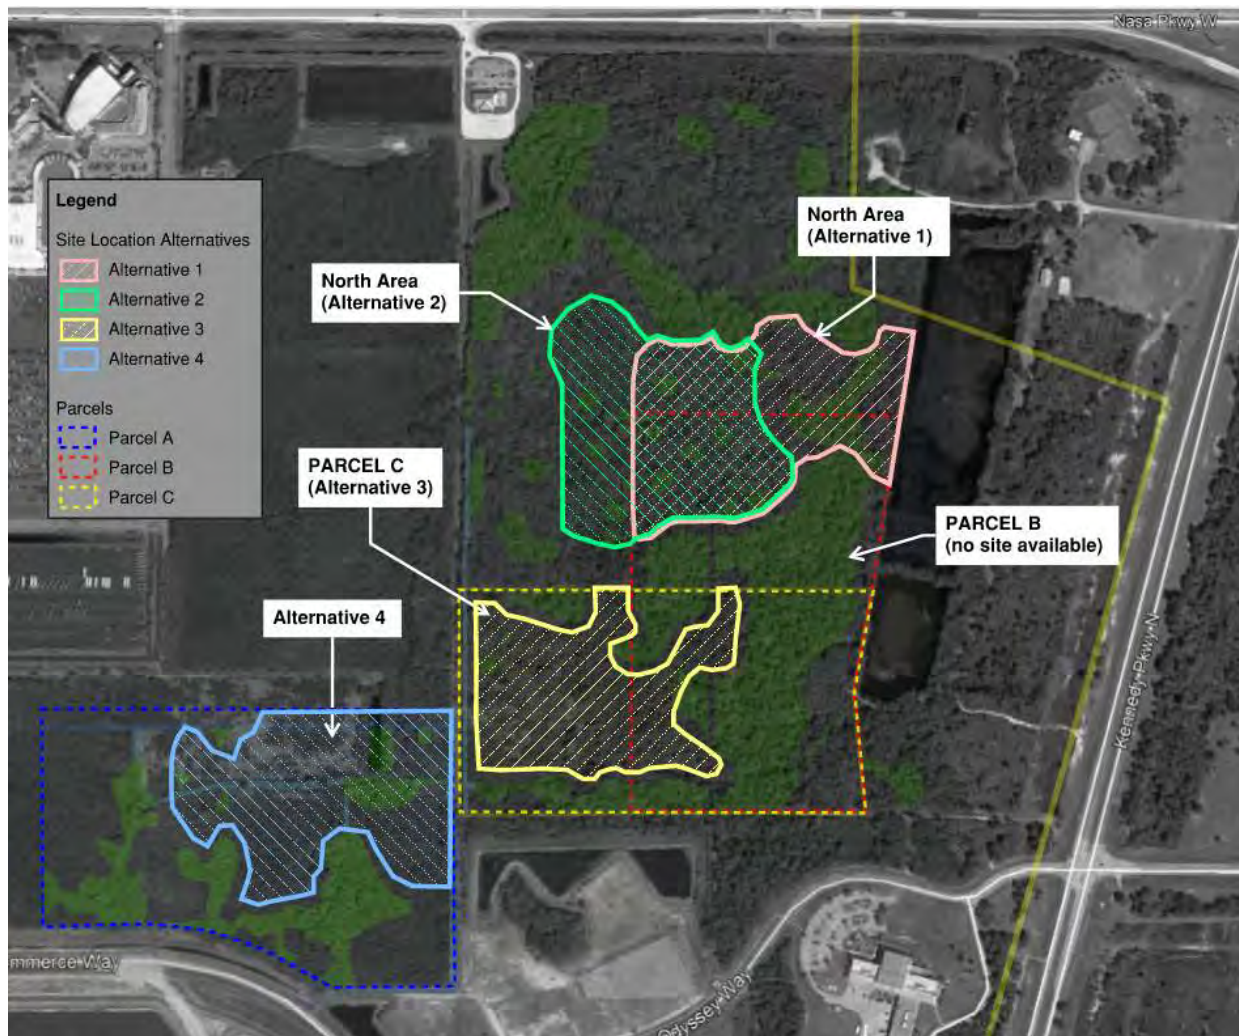 Nasa Pkwy W
North Area
(Alternative 1)
North Area
(Alternative 2)
Legend
Site Location Alternatives
Alternative 1
Alternative 2
Alternative 3
Alternative 4
Parcels
Parcel A
Parcel B
Parcel C
PARCEL C
(Alternative 3)
PARCEL B
(no site available)
Alternative 4
Kennedy Pkwy N
mmerce Way
Odyssey Way